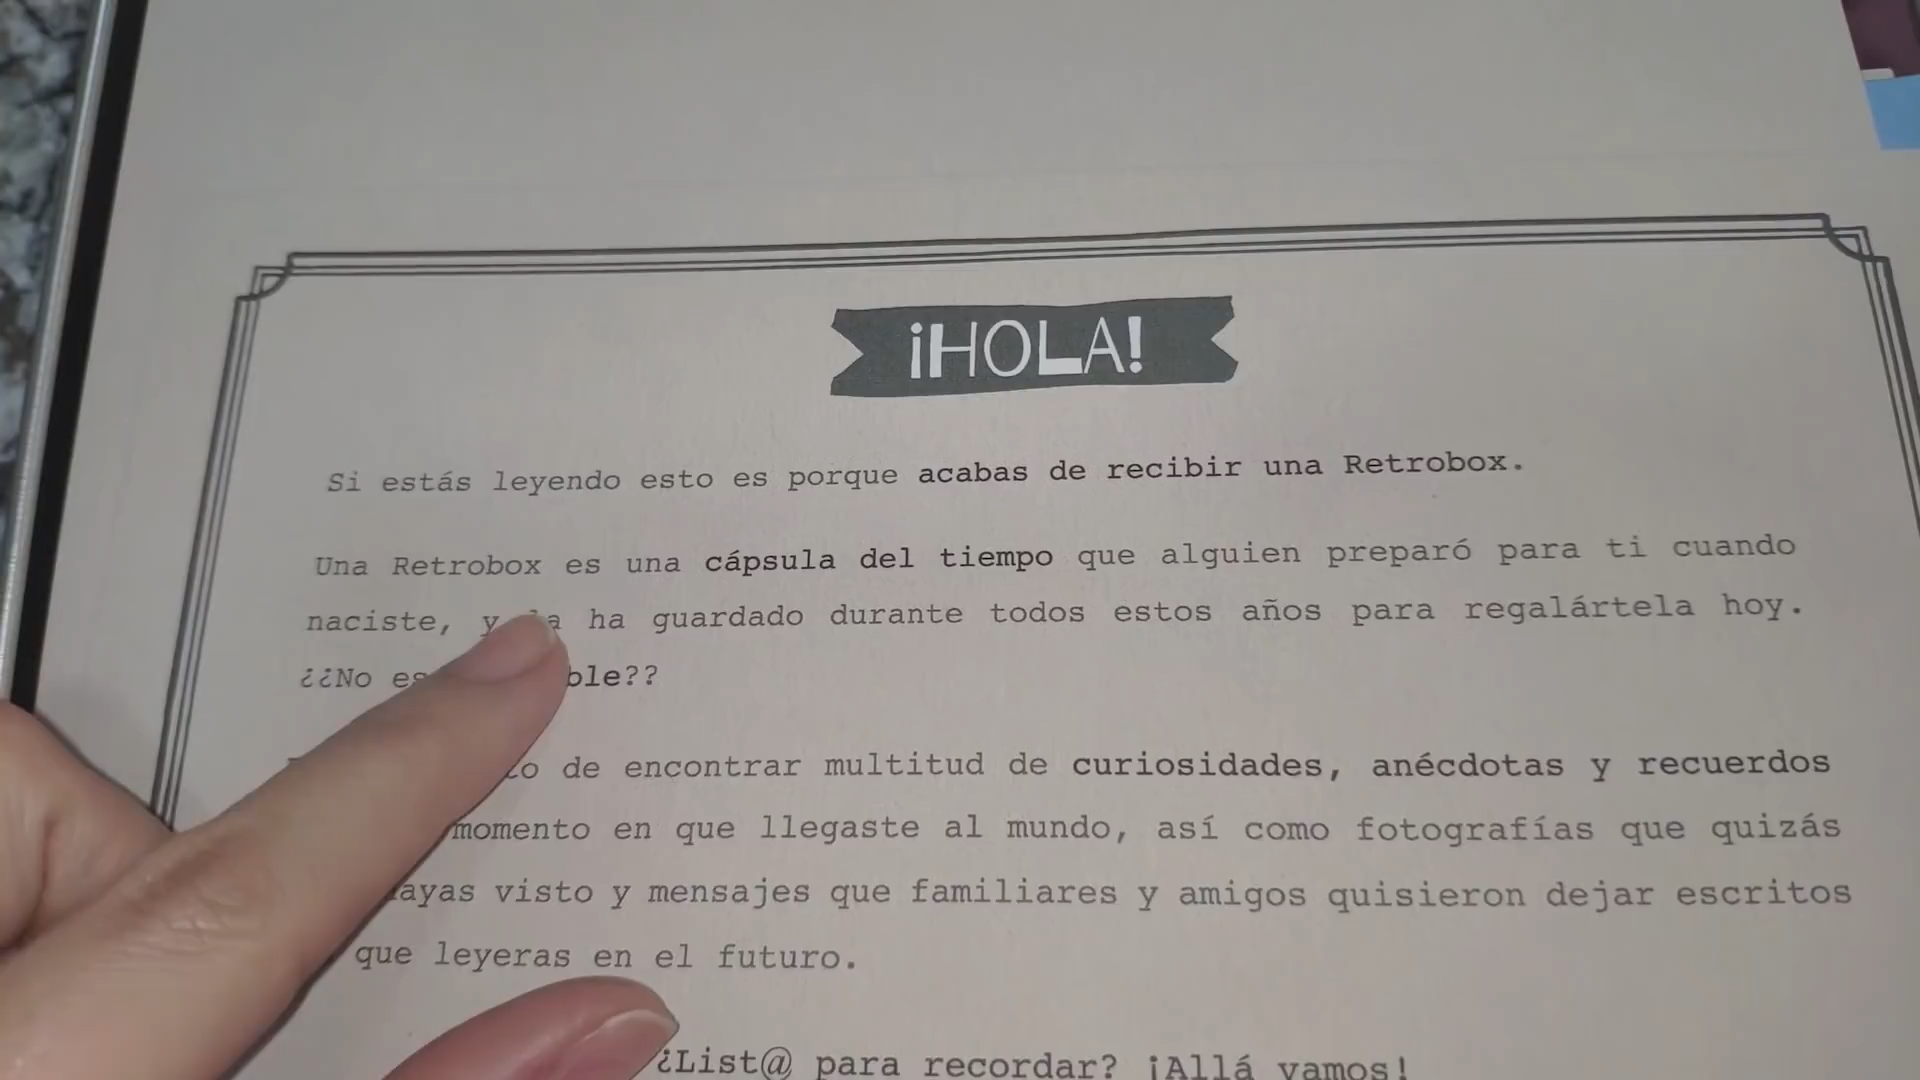 ¡HOLA!
Si estás leyendo esto es porque acabas de recibir una Retrobox.
Una Retrobox es una cápsula del tiempo que alguien preparó para ti cuando
naciste, y la ha guardado durante todos estos años para regalártela hoy.
¿¿No es ble??
de encontrar multitud de curiosidades, anécdotas y recuerdos
momento en que llegaste al mundo, así como fotografías que quizás
ayas visto y mensajes que familiares y amigos quisieron dejar escritos
que leyeras en el futuro.
¿List@ para recordar? ¡Allá vamos!